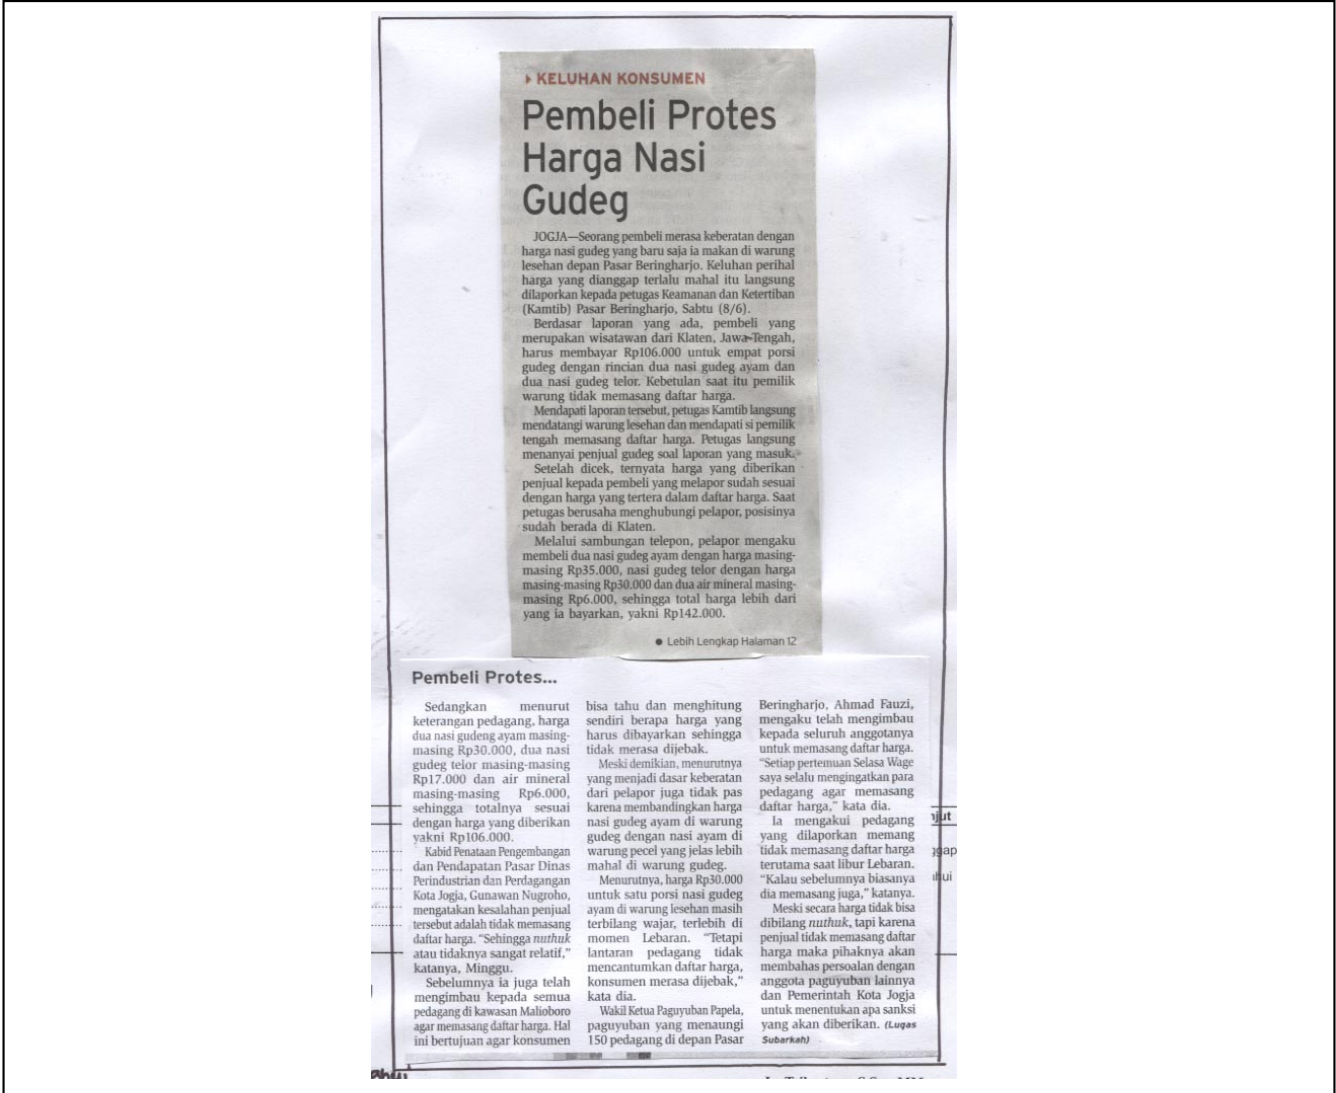 KELUHAN KONSUMEN
Pembeli Protes
Harga Nasi
Gudeg
JOGJA—Seorang pembeli merasa keberatan dengan
harga nasi gudeg yang baru saja ia makan di warung
lesehan depan Pasar Beringharjo. Keluhan perihal
harga yang dianggap terlalu mahal itu langsung
dilaporkan kepada petugas Keamanan dan Ketertiban
(Kamtib) Pasar Beringharjo, Sabtu (8/6).
Berdasar laporan yang ada, pembeli yang
merupakan wisatawan dari Klaten, Jawa Tengah,
harus membayar Rp106.000 untuk empat porsi
gudeg dengan rincian dua nasi gudeg ayam dan
dua nasi gudeg telor. Kebetulan saat itu pemilik
warung tidak memasang daftar harga.
Mendapati laporan tersebut, petugas Kamtib langsung
mendatangi warung lesehan dan mendapati si pemilik
tengah memasang daftar harga. Petugas langsung
menanyai penjual gudeg soal laporan yang masuk.
Setelah dicek, ternyata harga yang diberikan
penjual kepada pembeli yang melapor sudah sesuai
dengan harga yang tertera dalam daftar harga. Saat
petugas berusaha menghubungi pelapor, posisinya
sudah berada di Klaten.
Melalui sambungan telepon, pelapor mengaku
membeli dua nasi gudeg ayam dengan harga masing-
masing Rp35.000, nasi gudeg telor dengan harga
masing-masing Rp30.000 dan dua air mineral masing-
masing Rp6.000, sehingga total harga lebih dari
yang ia bayarkan, yakni Rp142.000.
● Lebih Lengkap Halaman 12
Pembeli Protes...
Sedangkan menurut
keterangan pedagang, harga
dua nasi gudeng ayam masing-
masing Rp30.000, dua nasi
gudeg telor masing-masing
Rp17.000 dan air mineral
masing-masing Rp6.000,
sehingga totalnya sesuai
dengan harga yang diberikan
yakni Rp106.000.
Kabid Penataan Pengembangan
dan Pendapatan Pasar Dinas
Perindustrian dan Perdagangan
Kota Jogja, Gunawan Nugroho,
mengatakan kesalahan penjual
tersebut adalah tidak memasang
daftar harga. “Sehingga nuthuk
atau tidaknya sangat relatif,”
katanya, Minggu.
Sebelumnya ia juga telah
mengimbau kepada semua
pedagang di kawasan Malioboro
agar memasang daftar harga. Hal
ini bertujuan agar konsumen
bisa tahu dan menghitung
sendiri berapa harga yang
harus dibayarkan sehingga
tidak merasa dijebak.
Meski demikian, menurutnya
yang menjadi dasar keberatan
dari pelapor juga tidak pas
karena membandingkan harga
nasi gudeg ayam di warung
gudeg dengan nasi ayam di
warung pecel yang jelas lebih
mahal di warung gudeg.
Menurutnya, harga Rp30.000
untuk satu porsi nasi gudeg
ayam di warung lesehan masih
terbilang wajar, terlebih di
momen Lebaran. “Tetapi
lantaran pedagang tidak
mencantumkan daftar harga,
konsumen merasa dijebak,”
kata dia.
Wakil Ketua Paguyuban Papela,
paguyuban yang menaungi
150 pedagang di depan Pasar
Beringharjo, Ahmad Fauzi,
mengaku telah mengimbau
kepada seluruh anggotanya
untuk memasang daftar harga.
“Setiap pertemuan Selasa Wage
saya selalu mengingatkan para
pedagang agar memasang
daftar harga,” kata dia.
Ia mengakui pedagang
yang dilaporkan memang
tidak memasang daftar harga
terutama saat libur Lebaran.
“Kalau sebelumnya biasanya
dia memasang juga,” katanya.
Meski secara harga tidak bisa
dibilang nuthuk, tapi karena
penjual tidak memasang daftar
harga maka pihaknya akan
membahas persoalan dengan
anggota paguyuban lainnya
dan Pemerintah Kota Jogja
untuk menentukan apa sanksi
yang akan diberikan. (Lugas
Subarkah)